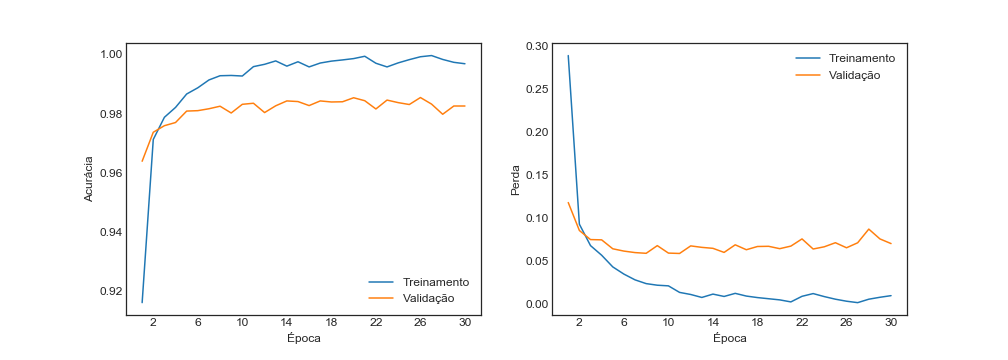 1.00
0.98
0.96
0.94
0.92
Acurácia
Treinamento
Validação
2 6 10 14 18 22 26 30
Época
0.30
0.25
0.20
0.15
0.10
0.05
0.00
Perda
Treinamento
Validação
2 6 10 14 18 22 26 30
Época